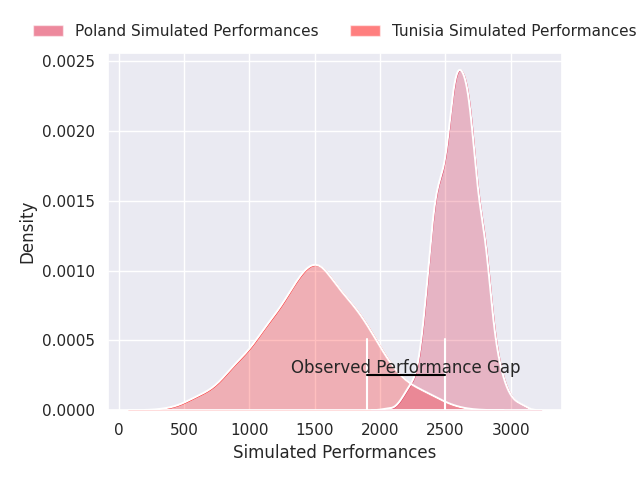 Poland Simulated Performances
Tunisia Simulated Performances
0.0025
0.0020
0.0015
0.0010
0.0005
0.0000
Density
Observed Performance Gap
0 500 1000 1500 2000 2500 3000
Simulated Performances